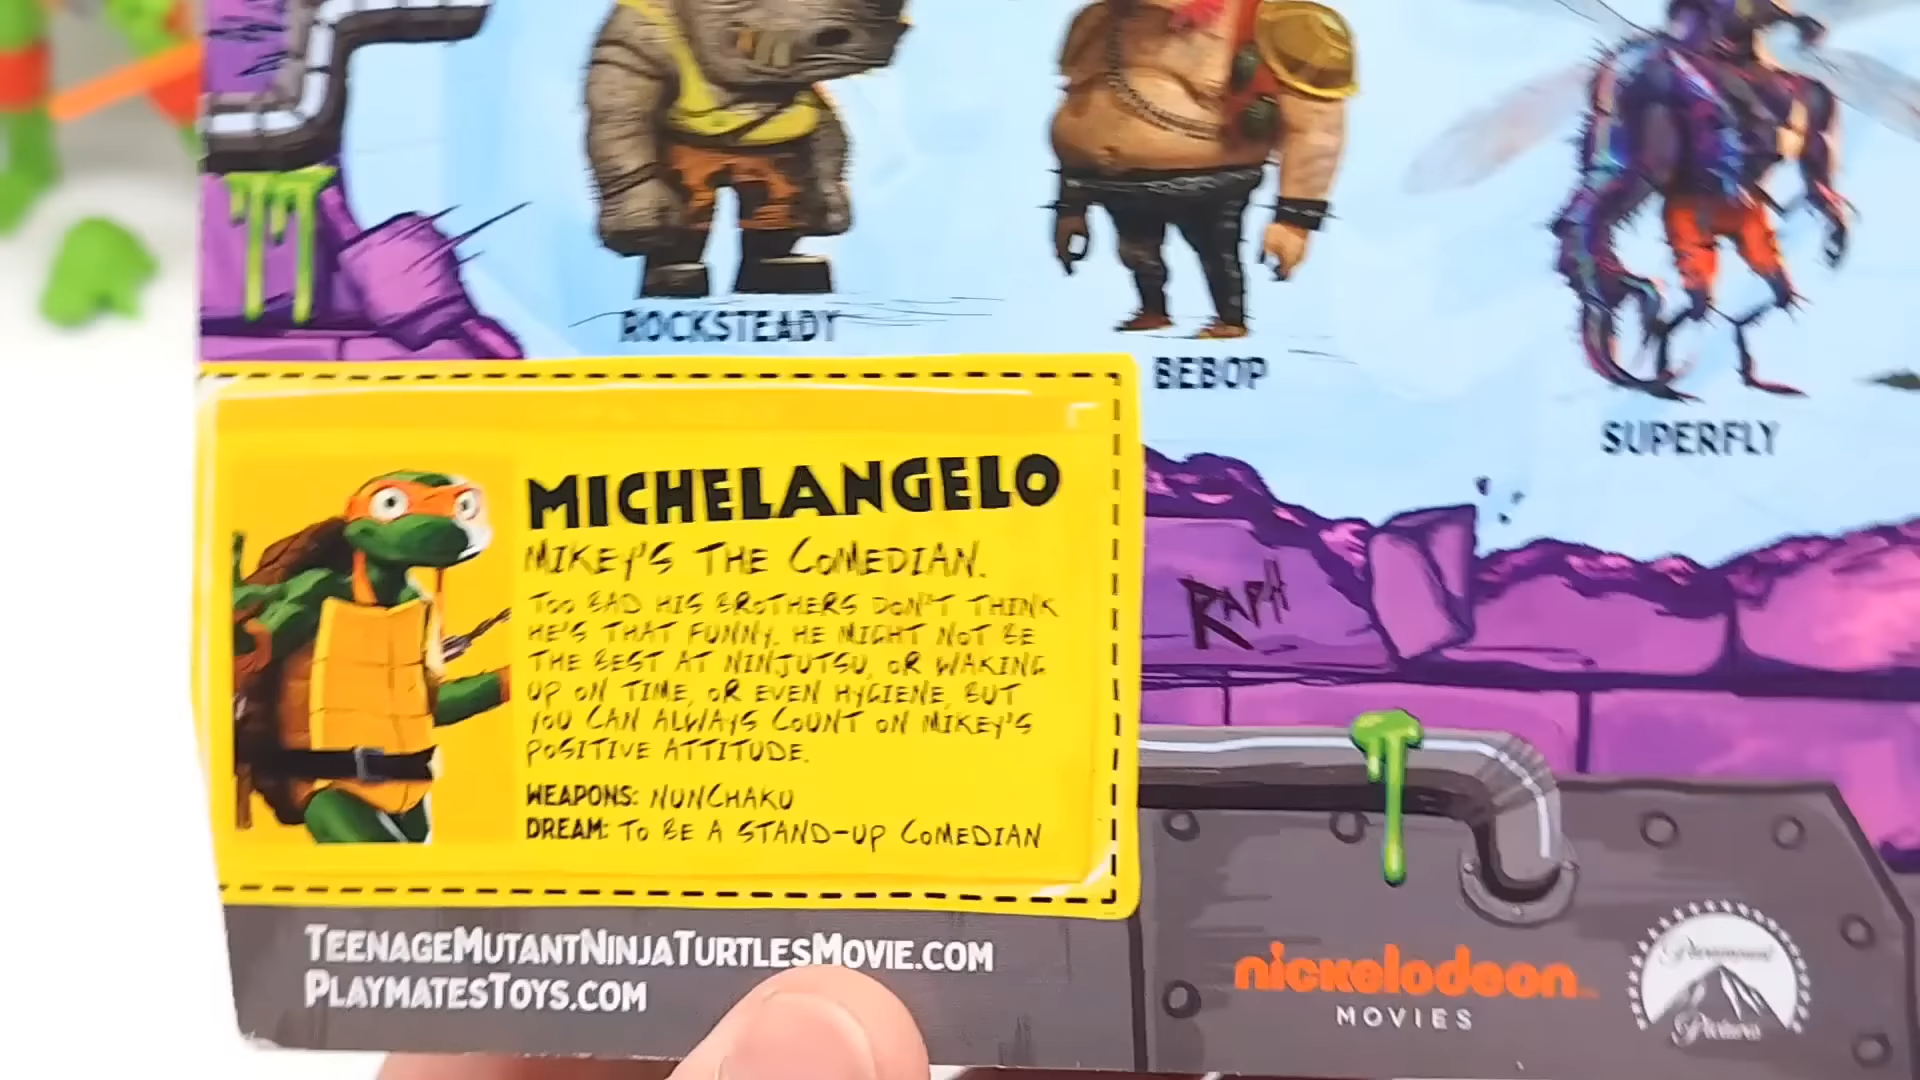 ROCKSTEADY
BEBOP
SUPERFLY
MICHELANGELO
MIKEY'S THE COMEDIAN.
TOO BAD HIS BROTHERS DON'T THINK
HE'S THAT FUNNY. HE MIGHT NOT BE
THE BEST AT NINJUTSU, OR WAKING
UP ON TIME, OR EVEN HYGIENE, BUT
YOU CAN ALWAYS COUNT ON MIKEY'S
POSITIVE ATTITUDE.
WEAPONS: NUNCHAKU
DREAM: TO BE A STAND-UP COMEDIAN
RAPH
TEENAGEMUTANTNINJATURTLESMOVIE.COM
PLAYMATESTOYS.COM
nickelodeon
MOVIES
Paramount
Pictures